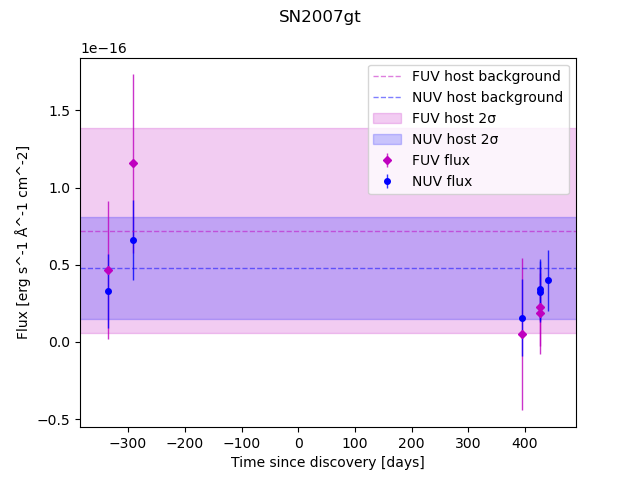 SN2007gt
1e−16
FUV host background
NUV host background
FUV host 2σ
NUV host 2σ
FUV flux
NUV flux
1.5
1.0
0.5
0.0
−0.5
Flux [erg s^-1 Å^-1 cm^-2]
−300 −200 −100 0 100 200 300 400
Time since discovery [days]